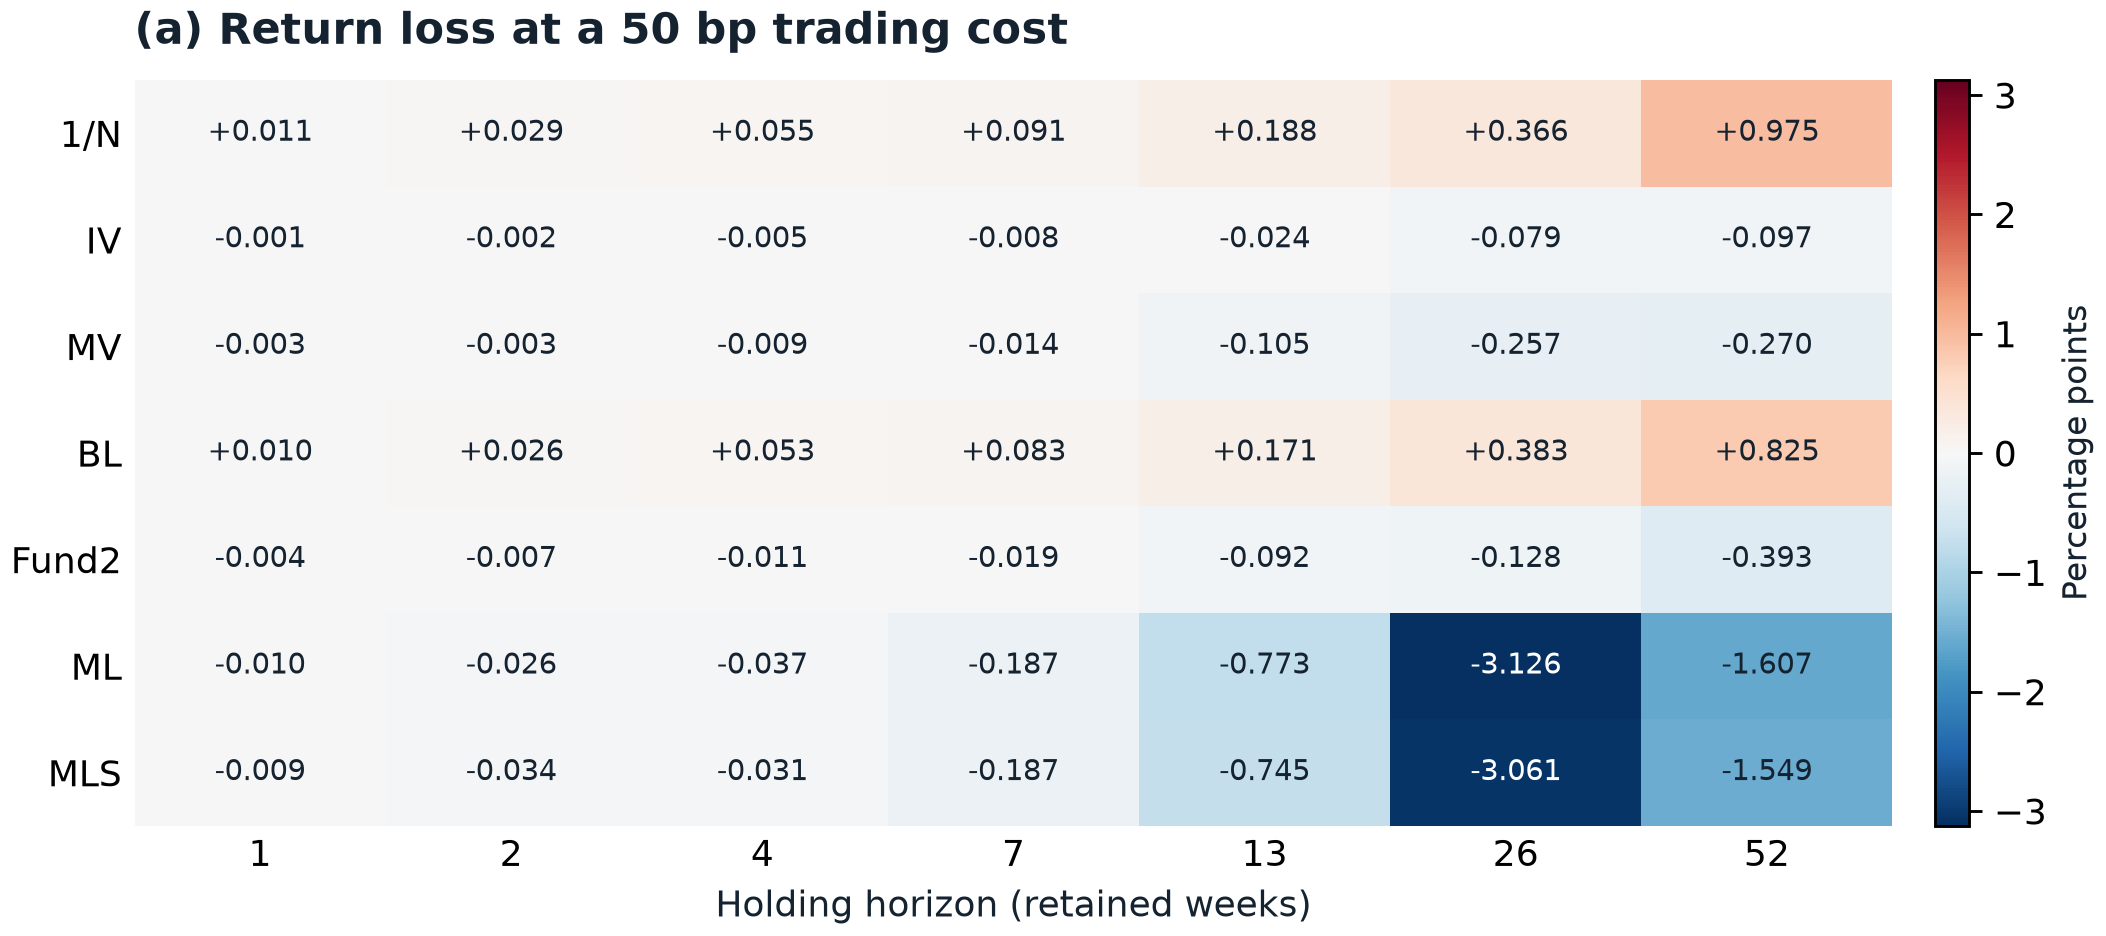 (a) Return loss at a 50 bp trading cost
1/N +0.011 +0.029 +0.055 +0.091 +0.188 +0.366 +0.975
IV -0.001 -0.002 -0.005 -0.008 -0.024 -0.079 -0.097
MV -0.003 -0.003 -0.009 -0.014 -0.105 -0.257 -0.270
BL +0.010 +0.026 +0.053 +0.083 +0.171 +0.383 +0.825
Fund2 -0.004 -0.007 -0.011 -0.019 -0.092 -0.128 -0.393
ML -0.010 -0.026 -0.037 -0.187 -0.773 -3.126 -1.607
MLS -0.009 -0.034 -0.031 -0.187 -0.745 -3.061 -1.549
1 2 4 7 13 26 52
Holding horizon (retained weeks)
3
2
1
0
−1
−2
−3
Percentage points